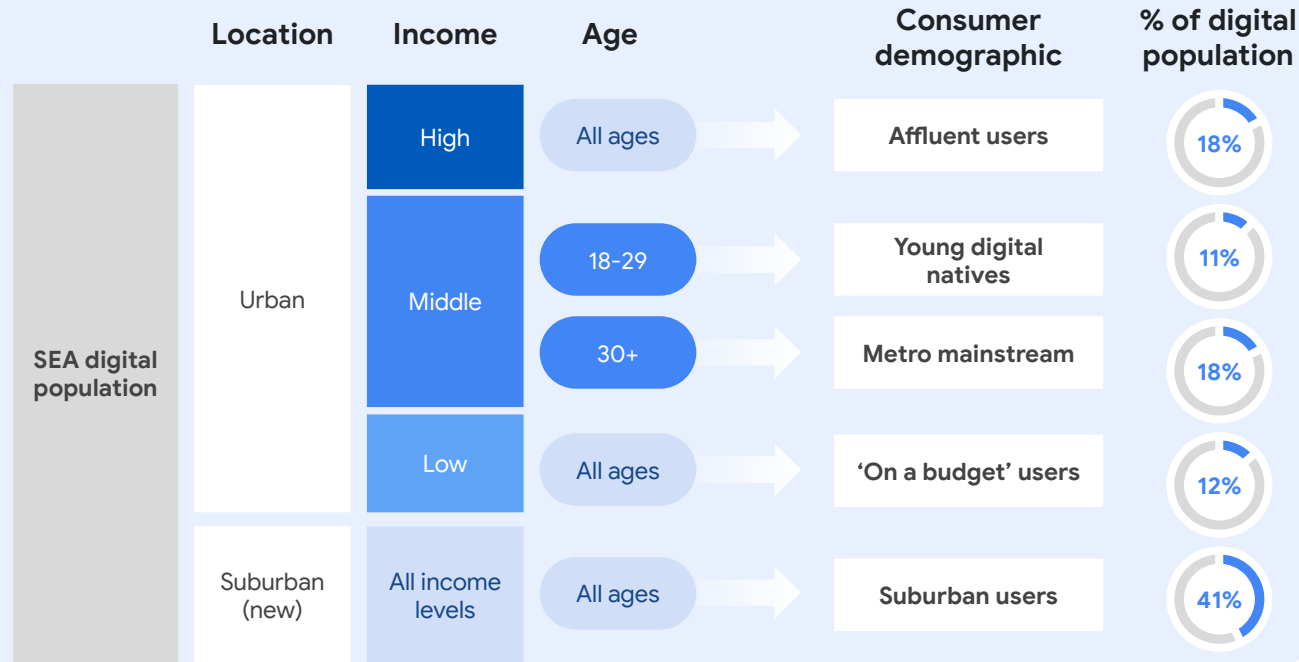 Location
Income
Age
Consumer
demographic
% of digital
population
SEA digital
population
Urban
High
All ages
Affluent users
18%
Middle
18-29
Young digital
natives
11%
30+
Metro mainstream
18%
Low
All ages
‘On a budget’ users
12%
Suburban
(new)
All income
levels
All ages
Suburban users
41%